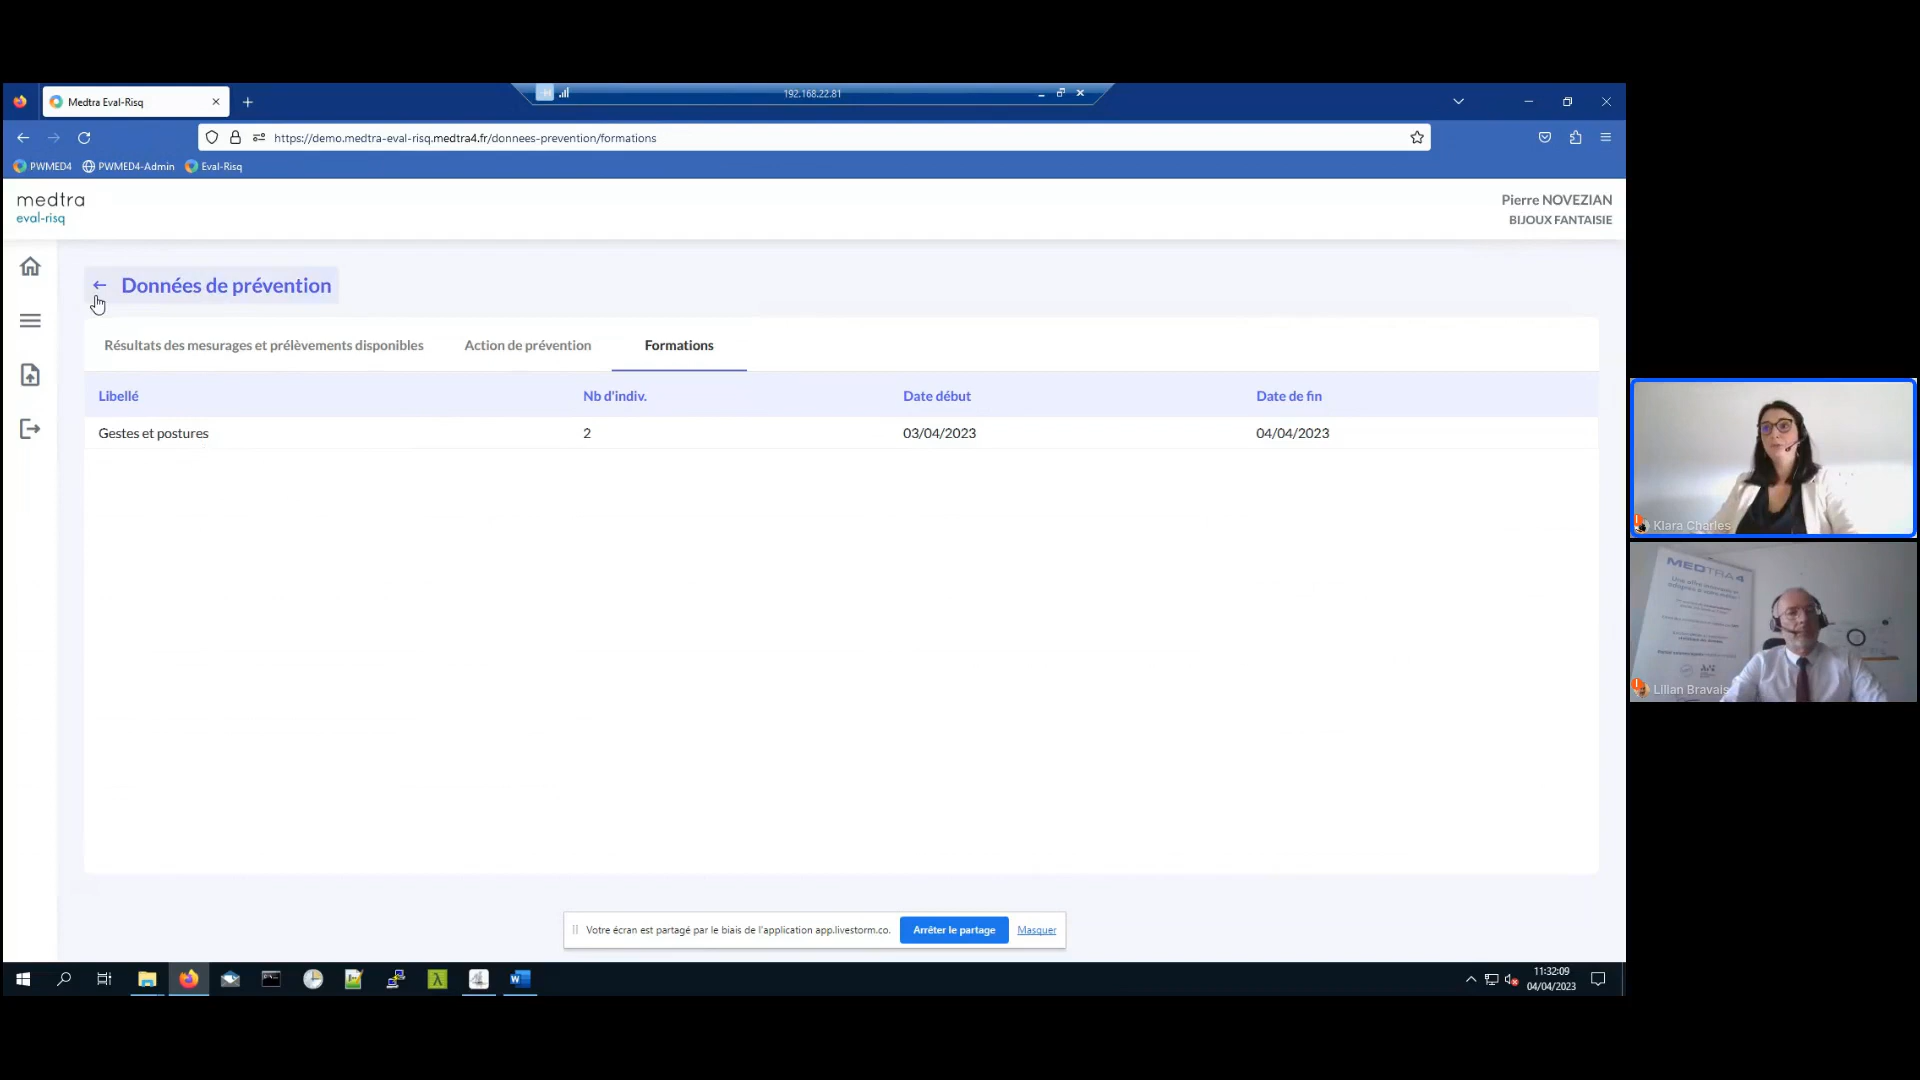 Medtra Eval-Risq
192.168.22.81
https://demo.medtra-eval-risq.medtra4.fr/donnees-prevention/formations
PWMED4 PWMED4-Admin Eval-Risq
medtra
eval-risq
Pierre NOVEZIAN
BIJOUX FANTAISIE
Données de prévention
Résultats des mesurages et prélèvements disponibles Action de prévention Formations
Libellé Nb d'indiv. Date début Date de fin
Gestes et postures 2 03/04/2023 04/04/2023
Klara Charles
MEDTRA4
Lilian Bravais
Votre écran est partagé par le biais de l'application app.livestorm.co. Arrêter le partage Masquer
11:32:09
04/04/2023